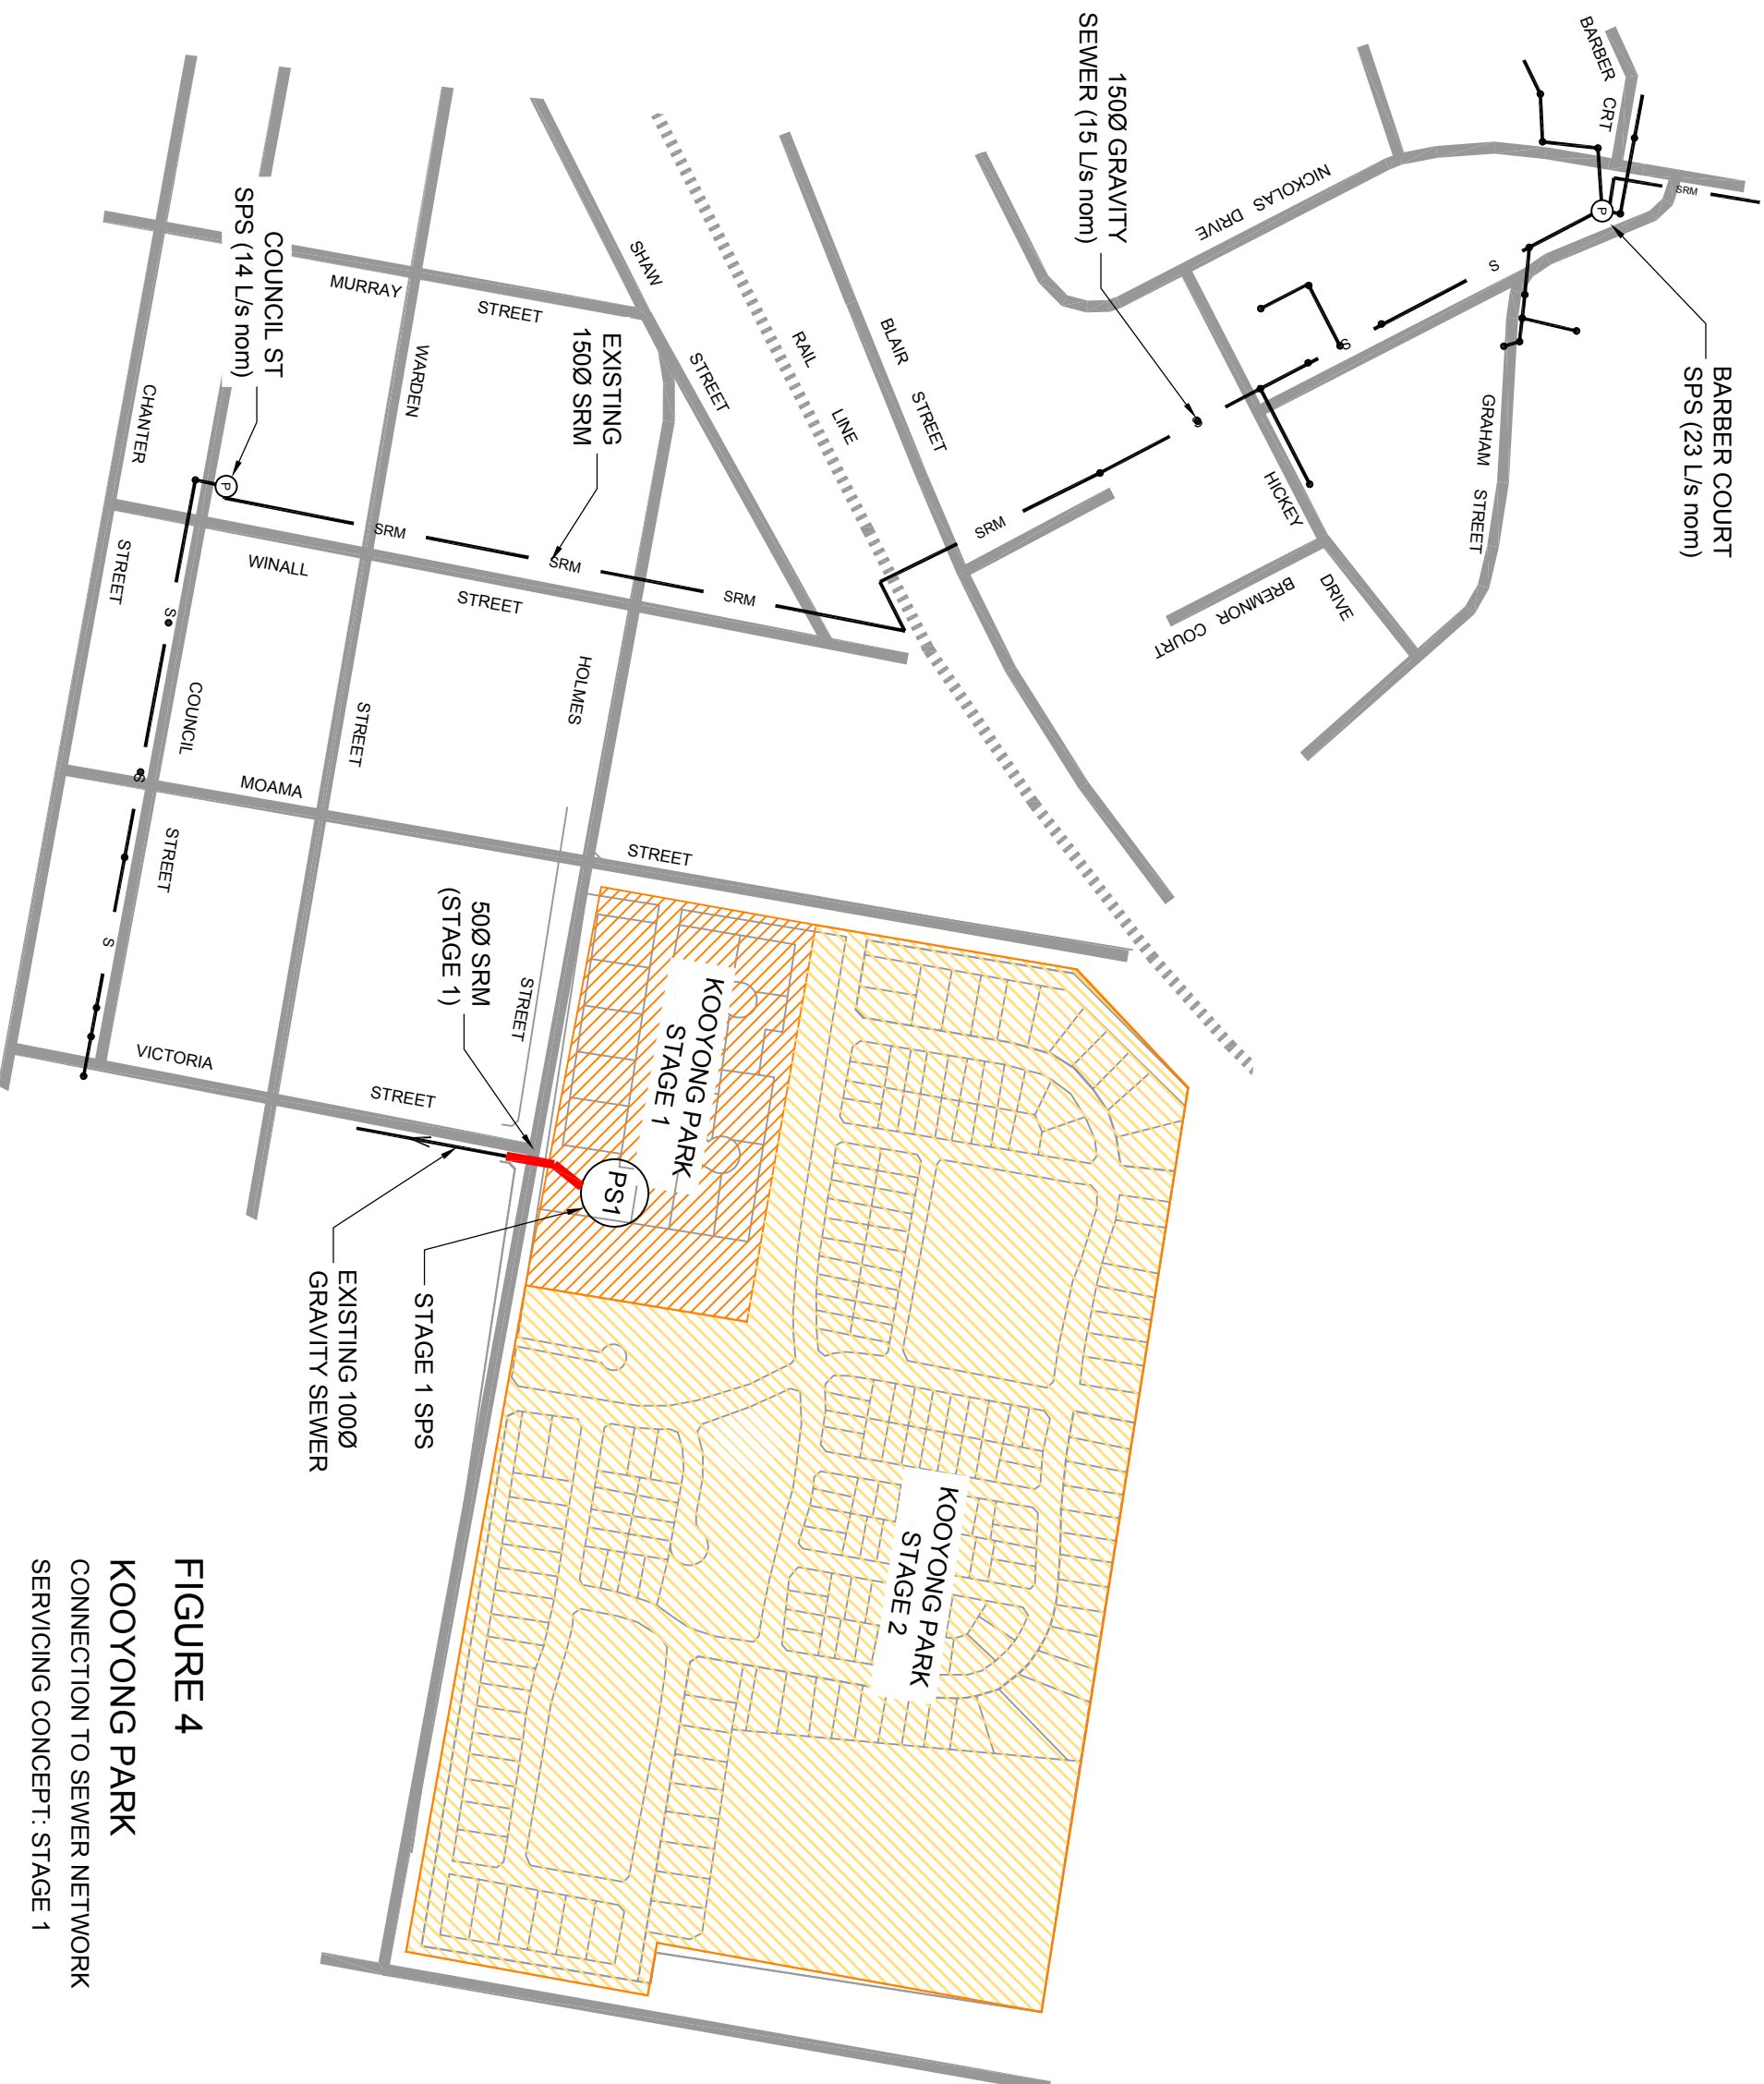 BARBER CRT
SRM
P
BARBER COURT
SPS (23 L/s nom)
150Ø GRAVITY
SEWER (15 L/s nom)
NICKOLAS DRIVE
S
S
S
GRAHAM STREET
HICKEY DRIVE
BREMNOR COURT
BLAIR STREET
RAIL LINE
SHAW STREET
SRM
MURRAY STREET
EXISTING
150Ø SRM
COUNCIL ST
SPS (14 L/s nom)
P
WARDEN STREET
CHANTER STREET
SRM
SRM
SRM
WINALL STREET
HOLMES STREET
COUNCIL STREET
S
S
S
MOAMA STREET
VICTORIA STREET
50Ø SRM
(STAGE 1)
KOOYONG PARK
STAGE 1
PS1
STAGE 1 SPS
EXISTING 100Ø
GRAVITY SEWER
KOOYONG PARK
STAGE 2
FIGURE 4
KOOYONG PARK
CONNECTION TO SEWER NETWORK
SERVICING CONCEPT: STAGE 1